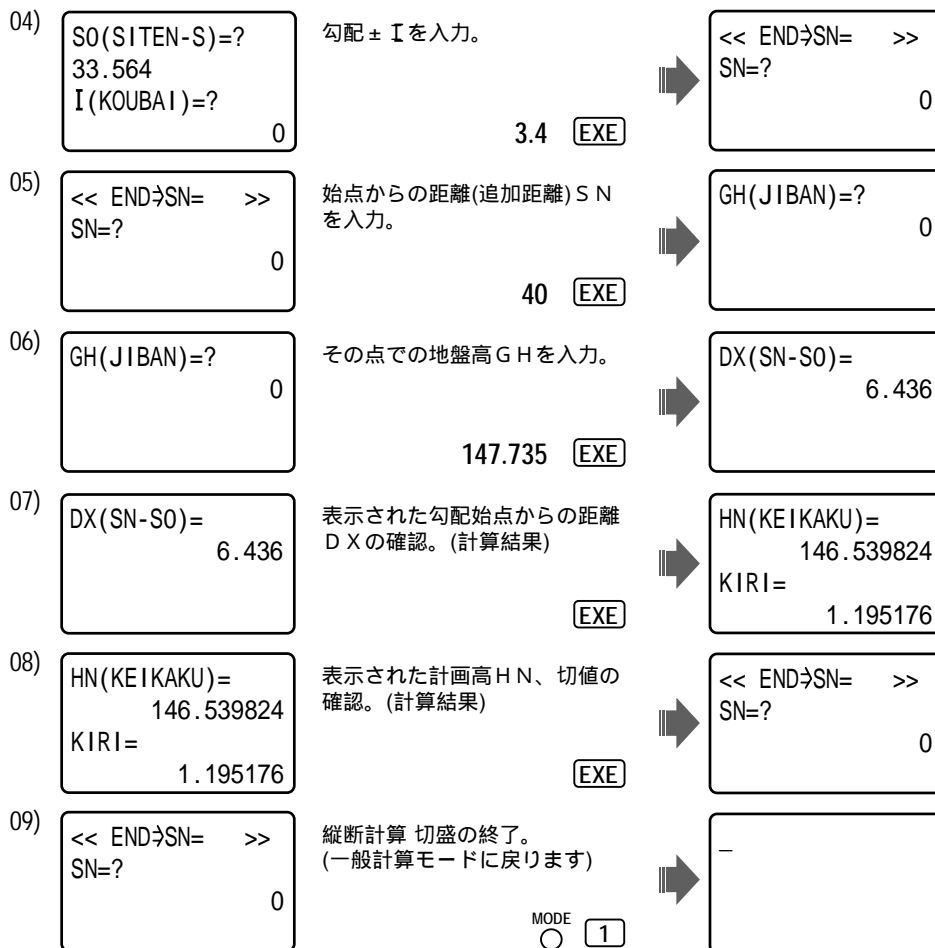 04)
S0(SITEN-S)=?
33.564
I(KOUBAI)=?
0
勾配±Iを入力。
3.4 EXE
<< END⇒SN= >>
SN=?
0
05)
<< END⇒SN= >>
SN=?
0
始点からの距離(追加距離)ＳＮ
を入力。
40 EXE
GH(JIBAN)=?
0
06)
GH(JIBAN)=?
0
その点での地盤高ＧＨを入力。
147.735 EXE
DX(SN-S0)=
6.436
07)
DX(SN-S0)=
6.436
表示された勾配始点からの距離
ＤＸの確認。(計算結果)
EXE
HN(KEIKAKU)=
146.539824
KIRI=
1.195176
08)
HN(KEIKAKU)=
146.539824
KIRI=
1.195176
表示された計画高ＨＮ、切値の
確認。(計算結果)
EXE
<< END⇒SN= >>
SN=?
0
09)
<< END⇒SN= >>
SN=?
0
縦断計算 切盛の終了。
(一般計算モードに戻ります)
MODE
1
_